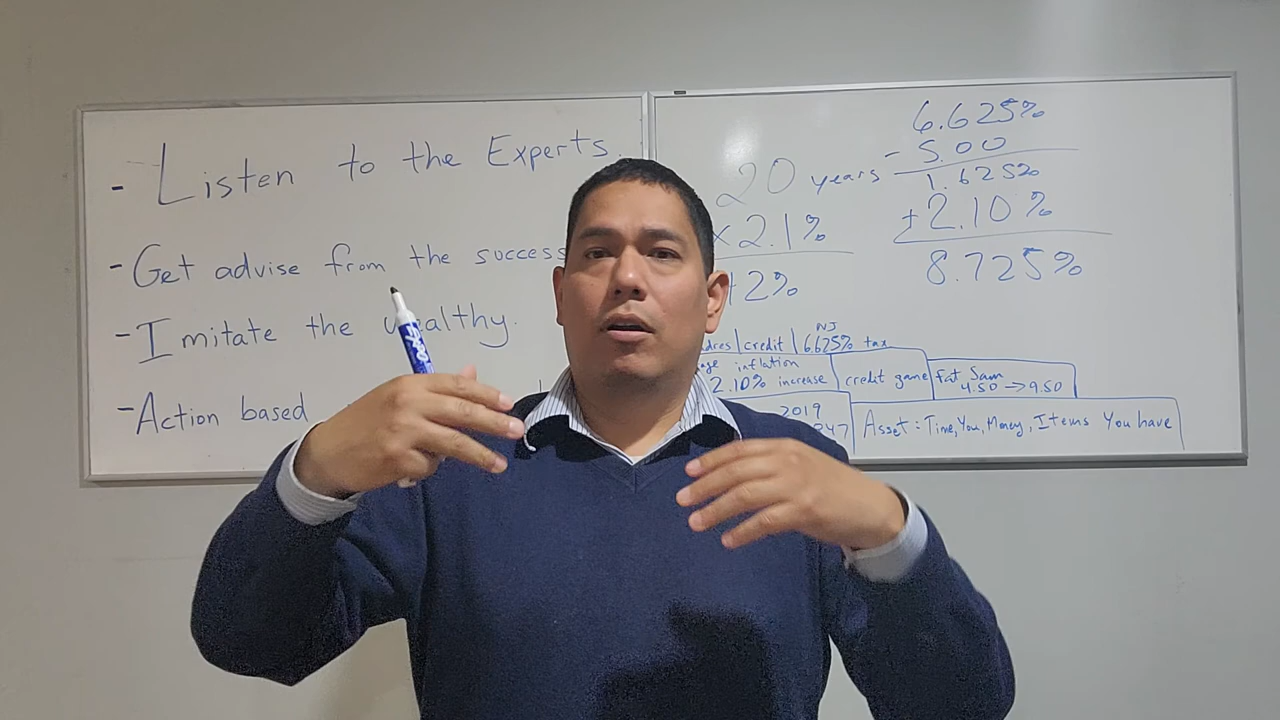 - Listen to the Experts.
- Get advise from the success
- Imitate the wealthy.
- Action based
20 years
x 2.1%
42%
6.625%
- 5.00
1.625%
+ 2.10%
8.725%
NJ
credit | 6.625% tax
inflation
2.10% increase
credit game
Fat Sam
4.50 → 9.50
2019
Asset: Time, You, Money, Items You have
EXPO